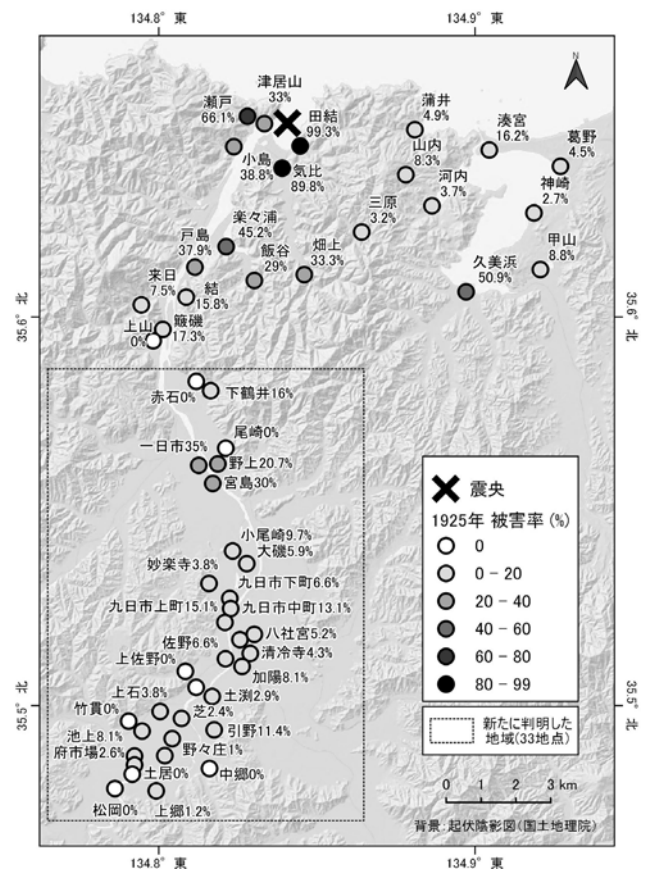 134.8° 東
134.9° 東
N
津居山
33%
瀬戸
66.1%
田結
99.3%
小島
38.8%
気比
89.8%
蒲井
4.9%
山内
8.3%
湊宮
16.2%
葛野
4.5%
河内
3.7%
神崎
2.7%
三原
3.2%
甲山
8.8%
久美浜
50.9%
楽々浦
45.2%
戸島
37.9%
飯谷
29%
畑上
33.3%
来日
7.5%
結
15.8%
上山
0%
簸磯
17.3%
35.6° 北
35.6° 北
赤石0%
下鶴井16%
尾崎0%
一日市35%
野上20.7%
宮島30%
小尾崎9.7%
大磯5.9%
妙楽寺3.8%
九日市下町6.6%
九日市上町15.1%
九日市中町13.1%
八社宮5.2%
佐野6.6%
清冷寺4.3%
上佐野0%
加陽8.1%
上石3.8%
土渕2.9%
竹貫0%
芝2.4%
池上8.1%
引野11.4%
府市場2.6%
野々庄1%
土居0%
中郷0%
松岡0%
上郷1.2%
35.5° 北
35.5° 北
震央
1925年 被害率(%)
0
0 – 20
20 – 40
40 – 60
60 – 80
80 – 99
新たに判明した
地域(33地点)
0 1 2 3 km
背景:起伏陰影図(国土地理院)
134.8° 東
134.9° 東